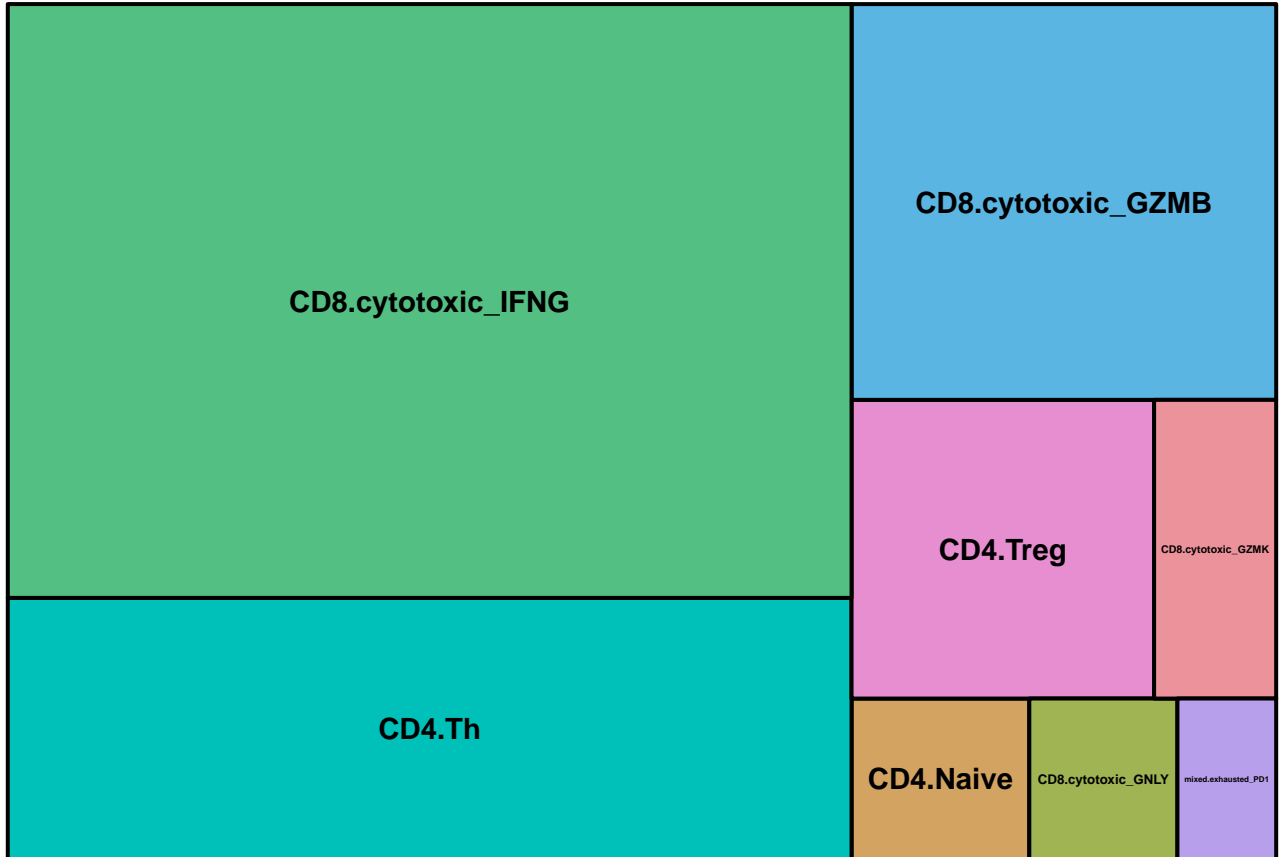 CD8.cytotoxic_IFNG
CD8.cytotoxic_GZMB
CD4.Treg
CD8.cytotoxic_GZMK
CD4.Th
CD4.Naive
CD8.cytotoxic_GNLY
mixed.exhausted_PD1